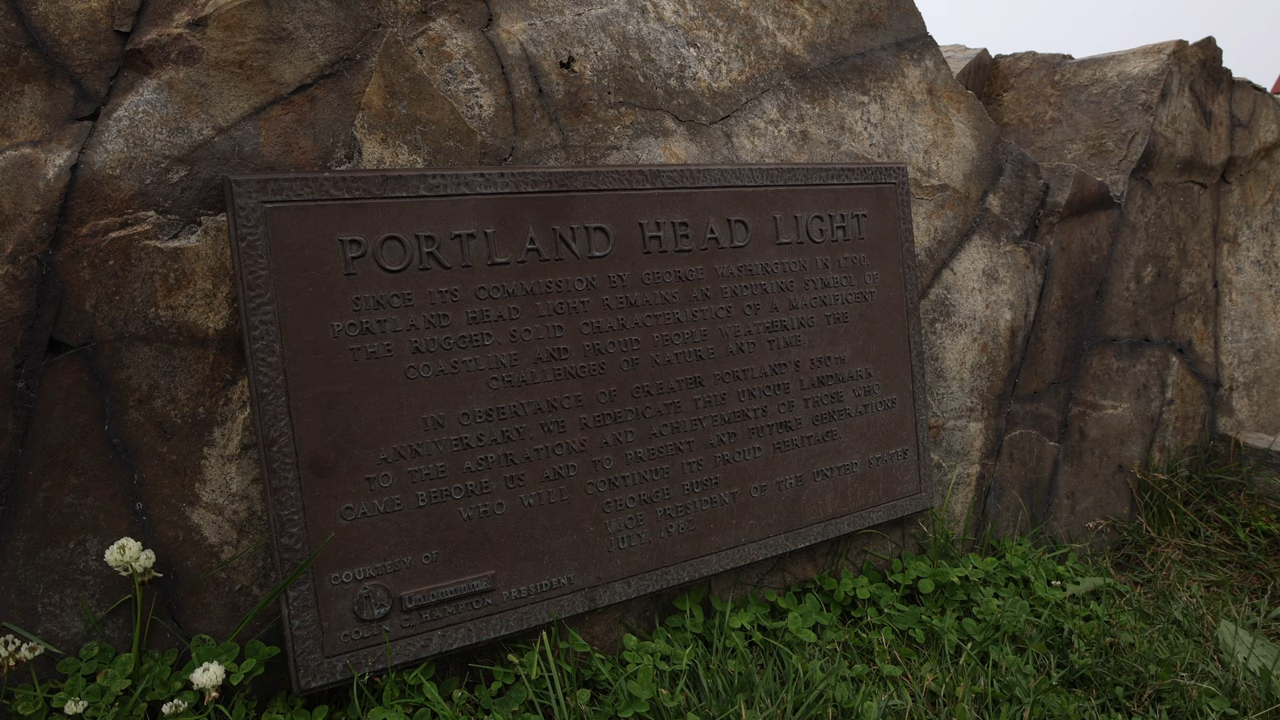 PORTLAND HEAD LIGHT
SINCE ITS COMMISSION BY GEORGE WASHINGTON IN 1790,
PORTLAND HEAD LIGHT REMAINS AN ENDURING SYMBOL OF
THE RUGGED SOLID CHARACTERISTICS OF A MAGNIFICENT
COASTLINE AND PROUD PEOPLE WEATHERING THE
CHALLENGES OF NATURE AND TIME.
IN OBSERVANCE OF GREATER PORTLAND'S 350TH
ANNIVERSARY, WE REDEDICATE THIS UNIQUE LANDMARK
TO THE ASPIRATIONS AND ACHIEVEMENTS OF THOSE WHO
CAME BEFORE US AND TO PRESENT AND FUTURE GENERATIONS
WHO WILL CONTINUE ITS PROUD HERITAGE.
GEORGE BUSH
VICE PRESIDENT OF THE UNITED STATES
JULY, 1982
COURTESY OF
COLIN C. HAMPTON PRESIDENT